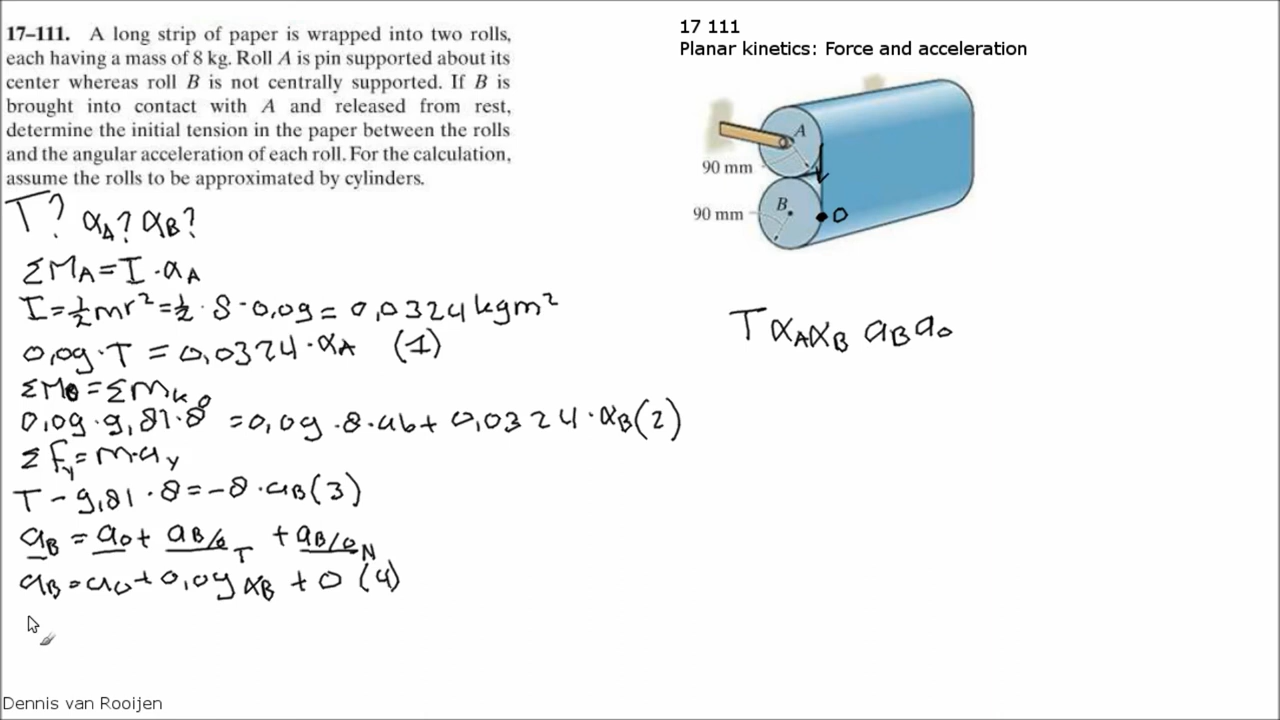 17–111. A long strip of paper is wrapped into two rolls,
each having a mass of 8 kg. Roll A is pin supported about its
center whereas roll B is not centrally supported. If B is
brought into contact with A and released from rest,
determine the initial tension in the paper between the rolls
and the angular acceleration of each roll. For the calculation,
assume the rolls to be approximated by cylinders.
T? αA? αB?
ΣMA = I · αA
I = ½mr² = ½ · 8 · 0,09 = 0,0324 kgm²
0,09 · T = 0,0324 · αA (1)
ΣMO = ΣMkO
0,09 · 9,81 · 8 = 0,09 · 8 · ab + 0,0324 · αB (2)
ΣFy = m · ay
T - 9,81 · 8 = -8 · aB (3)
aB = aO + aB/O T + aB/O N
aB = aO + 0,09 αB + 0 (4)
Dennis van Rooijen
17 111
Planar kinetics: Force and acceleration
A
90 mm
B
90 mm
O
T αA αB aB aO